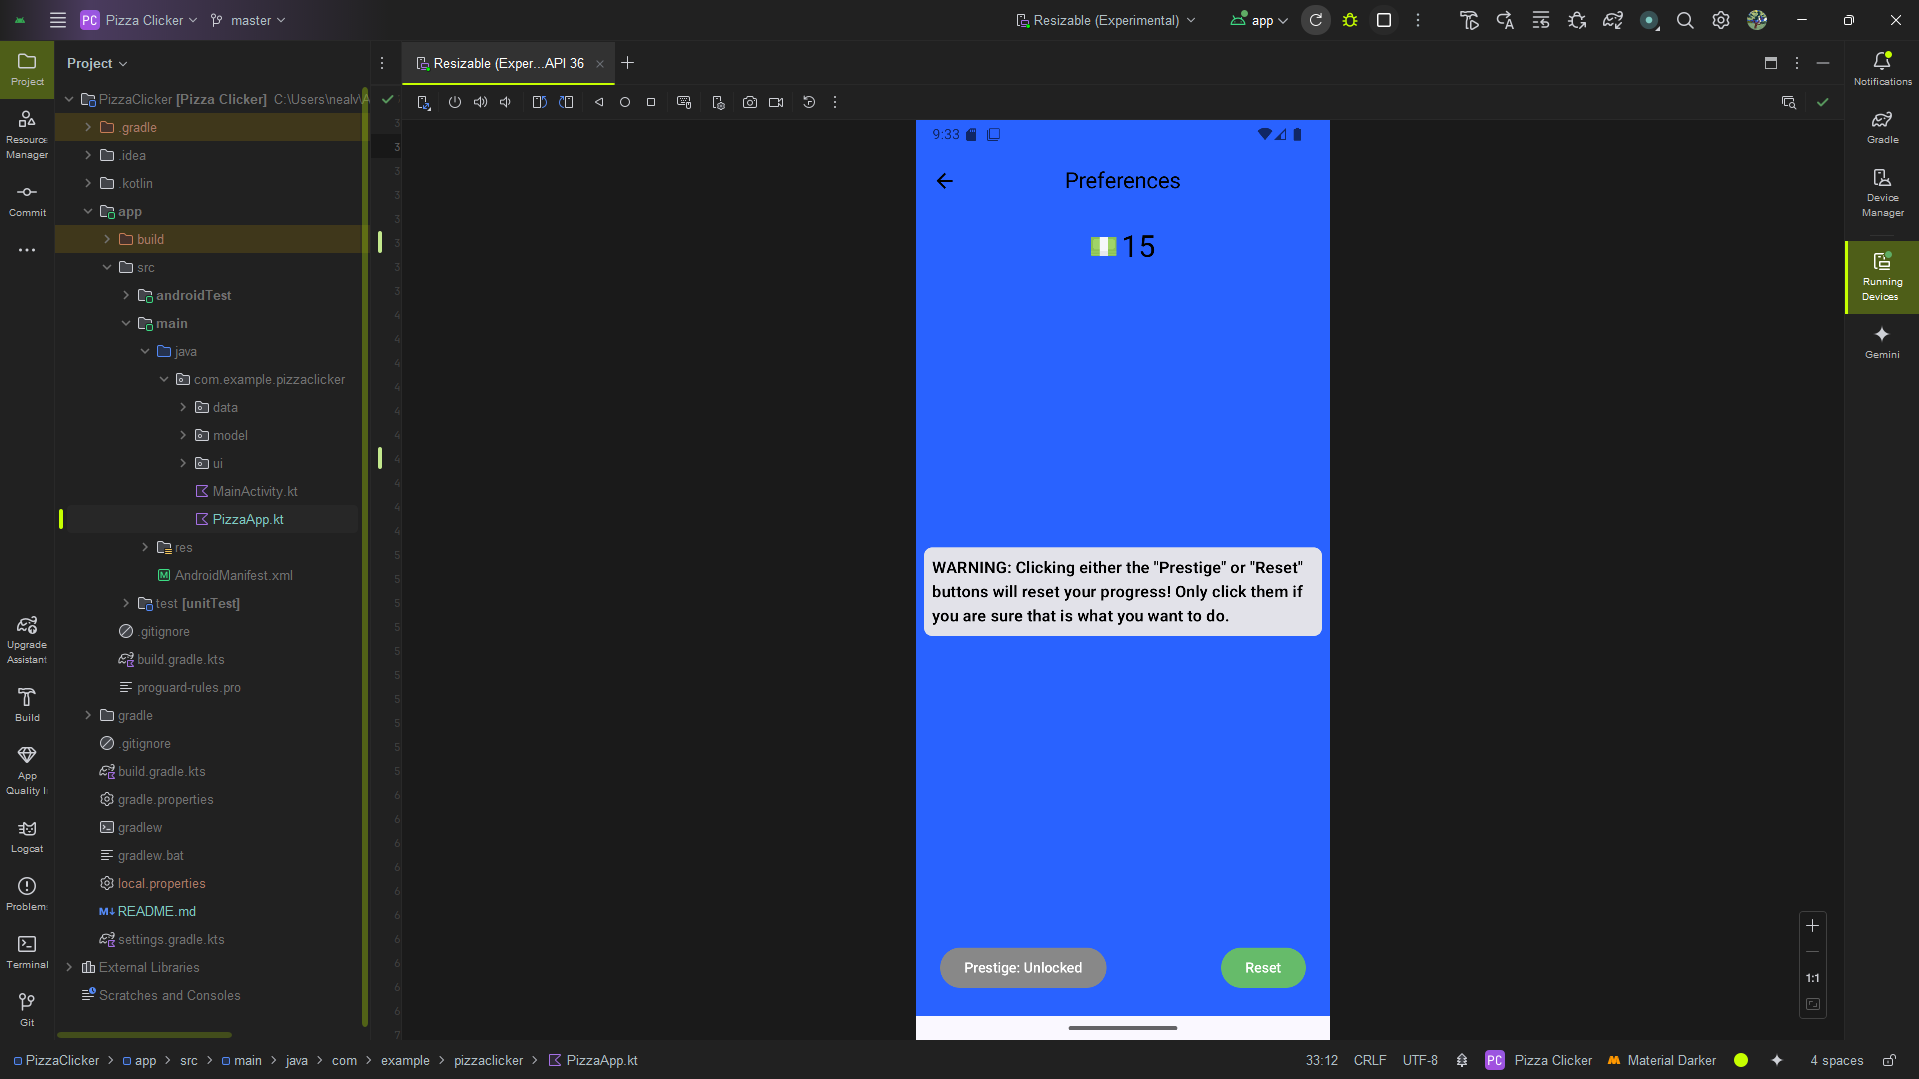 PC Pizza Clicker
master
Resizable (Experimental)
app
Project
Resource
Manager
Commit
Upgrade
Assistant
Build
App
Quality I
Logcat
Problem
Terminal
Git
Project
PizzaClicker [Pizza Clicker] C:\Users\nealv\A
.gradle
.idea
.kotlin
app
build
src
androidTest
main
java
com.example.pizzaclicker
data
model
ui
MainActivity.kt
PizzaApp.kt
res
AndroidManifest.xml
test [unitTest]
.gitignore
build.gradle.kts
proguard-rules.pro
gradle
.gitignore
build.gradle.kts
gradle.properties
gradlew
gradlew.bat
local.properties
README.md
settings.gradle.kts
External Libraries
Scratches and Consoles
Resizable (Exper...API 36
9:33
Preferences
15
WARNING: Clicking either the "Prestige" or "Reset"
buttons will reset your progress! Only click them if
you are sure that is what you want to do.
Prestige: Unlocked
Reset
1:1
Notifications
Gradle
Device
Manager
Running
Devices
Gemini
PizzaClicker > app > src > main > java > com > example > pizzaclicker > PizzaApp.kt
33:12 CRLF UTF-8 PC Pizza Clicker Material Darker 4 spaces